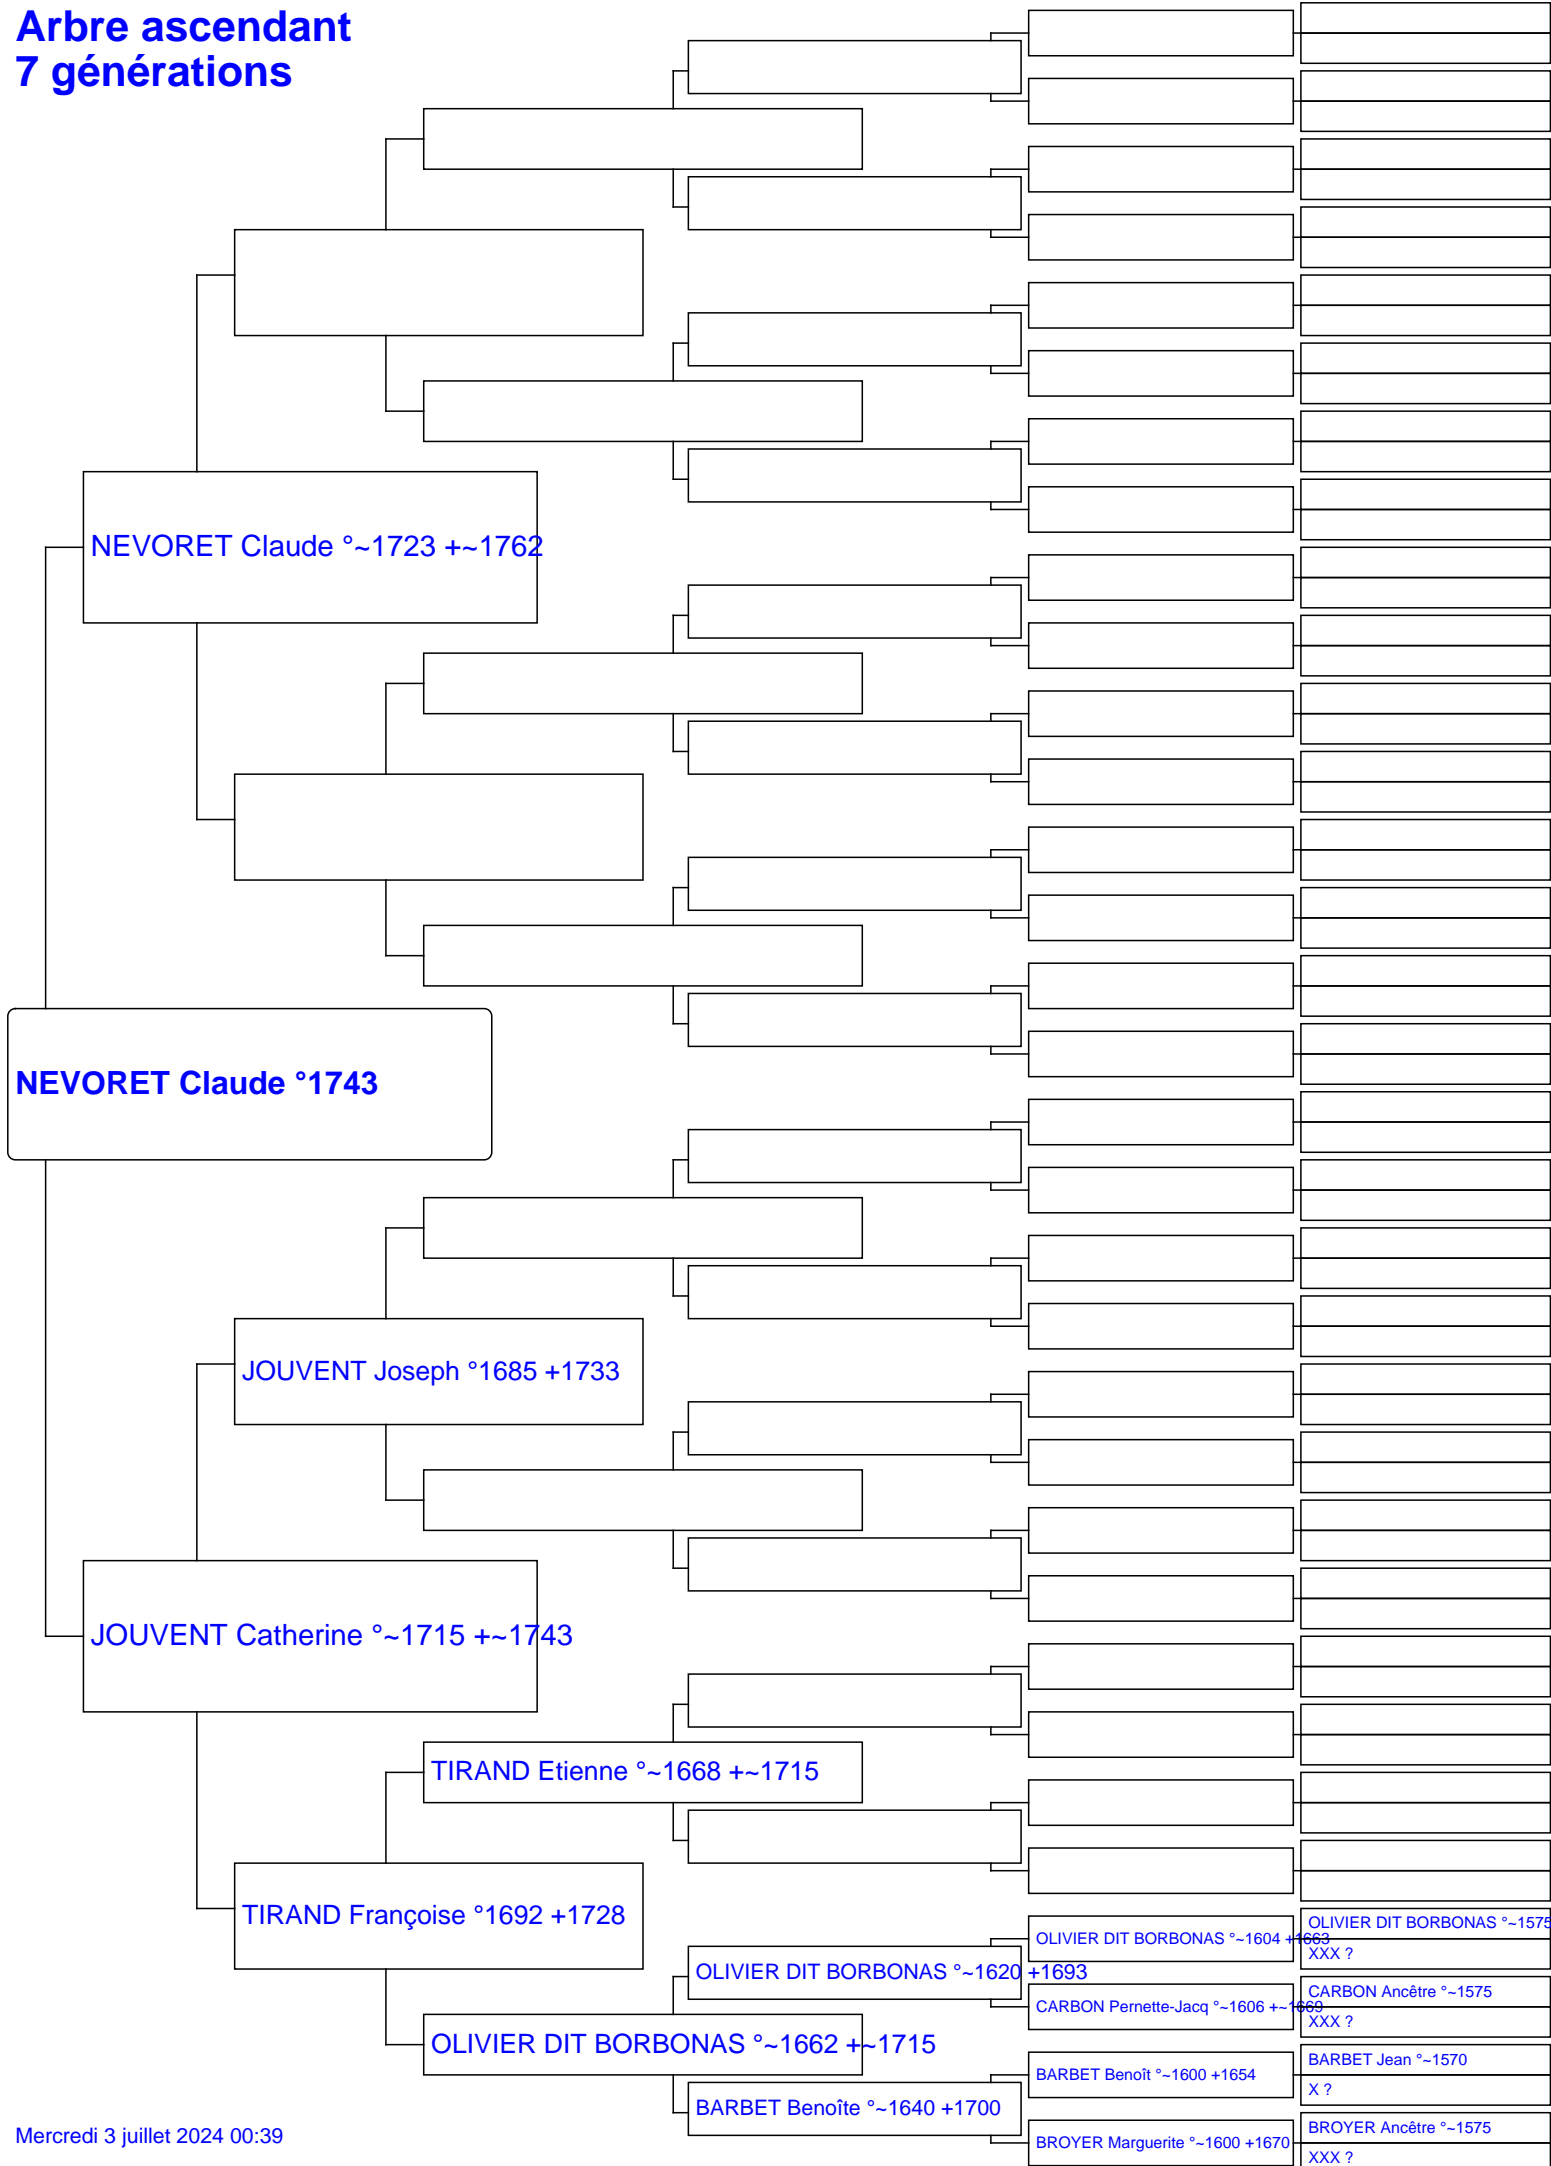 Arbre ascendant
7 générations
NEVORET Claude °~1723 +~1762
NEVORET Claude °1743
JOUVENT Joseph °1685 +1733
JOUVENT Catherine °~1715 +~1743
TIRAND Etienne °~1668 +~1715
TIRAND Françoise °1692 +1728
OLIVIER DIT BORBONAS °~1575
OLIVIER DIT BORBONAS °~1604 +1663
XXX ?
OLIVIER DIT BORBONAS °~1620 +1693
CARBON Ancêtre °~1575
CARBON Pernette-Jacq °~1606 +~1669
XXX ?
OLIVIER DIT BORBONAS °~1662 +~1715
BARBET Jean °~1570
BARBET Benoît °~1600 +1654
X ?
BARBET Benoîte °~1640 +1700
BROYER Ancêtre °~1575
BROYER Marguerite °~1600 +1670
XXX ?
Mercredi 3 juillet 2024 00:39